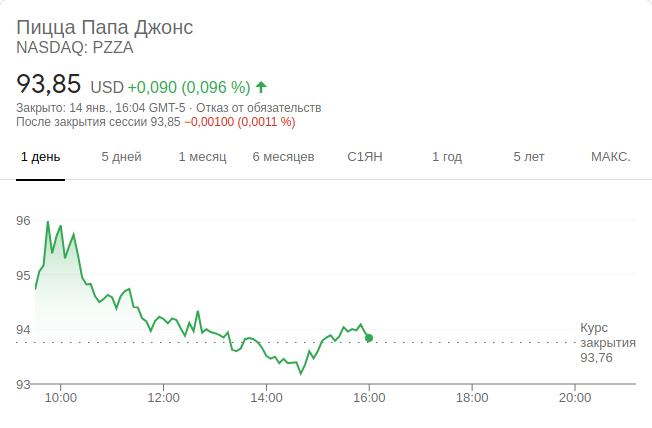 Пицца Папа Джонс
NASDAQ: PZZA
93,85 USD +0,090 (0,096 %)
Закрыто: 14 янв., 16:04 GMT-5 · Отказ от обязательств
После закрытия сессии 93,85 −0,00100 (0,0011 %)
1 день 5 дней 1 месяц 6 месяцев С1ЯН 1 год 5 лет МАКС.
96
95
94
Курс
закрытия
93,76
93
10:00 12:00 14:00 16:00 18:00 20:00